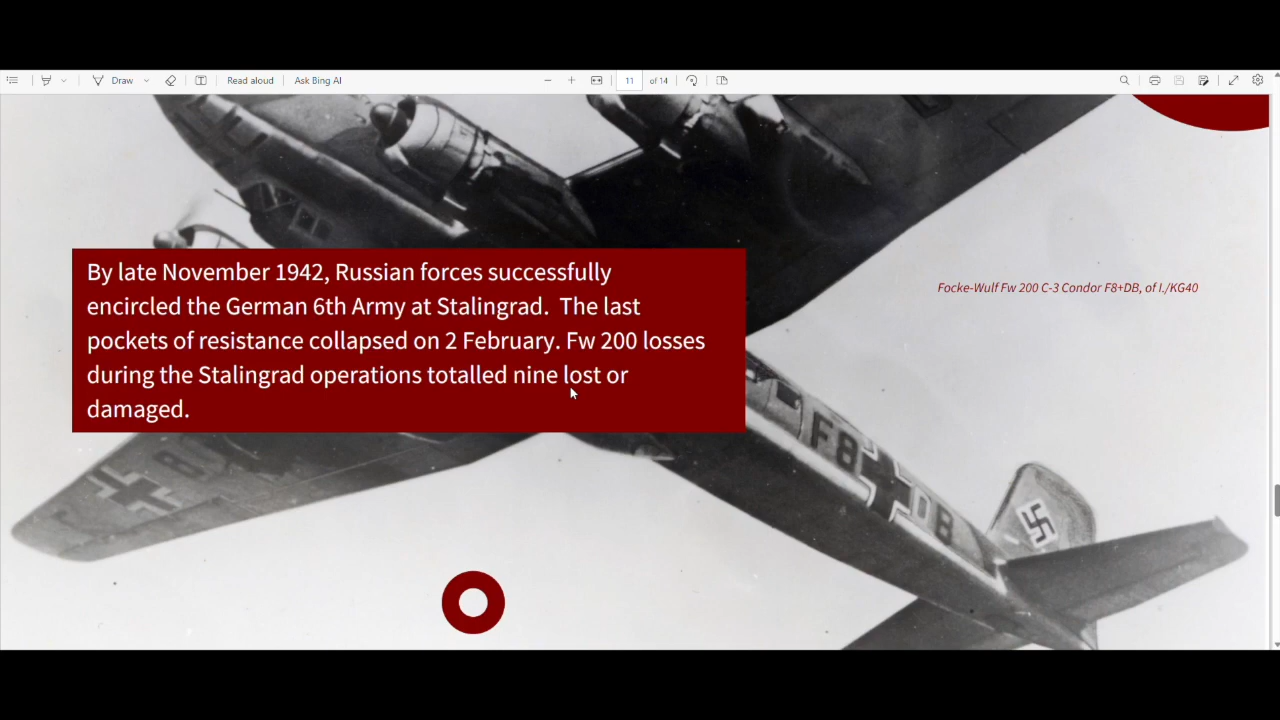 Draw
Read aloud
Ask Bing AI
11
of 14
By late November 1942, Russian forces successfully
encircled the German 6th Army at Stalingrad.  The last
pockets of resistance collapsed on 2 February. Fw 200 losses
during the Stalingrad operations totalled nine lost or
damaged.
Focke-Wulf Fw 200 C-3 Condor F8+DB, of I./KG40
F8
DB
B